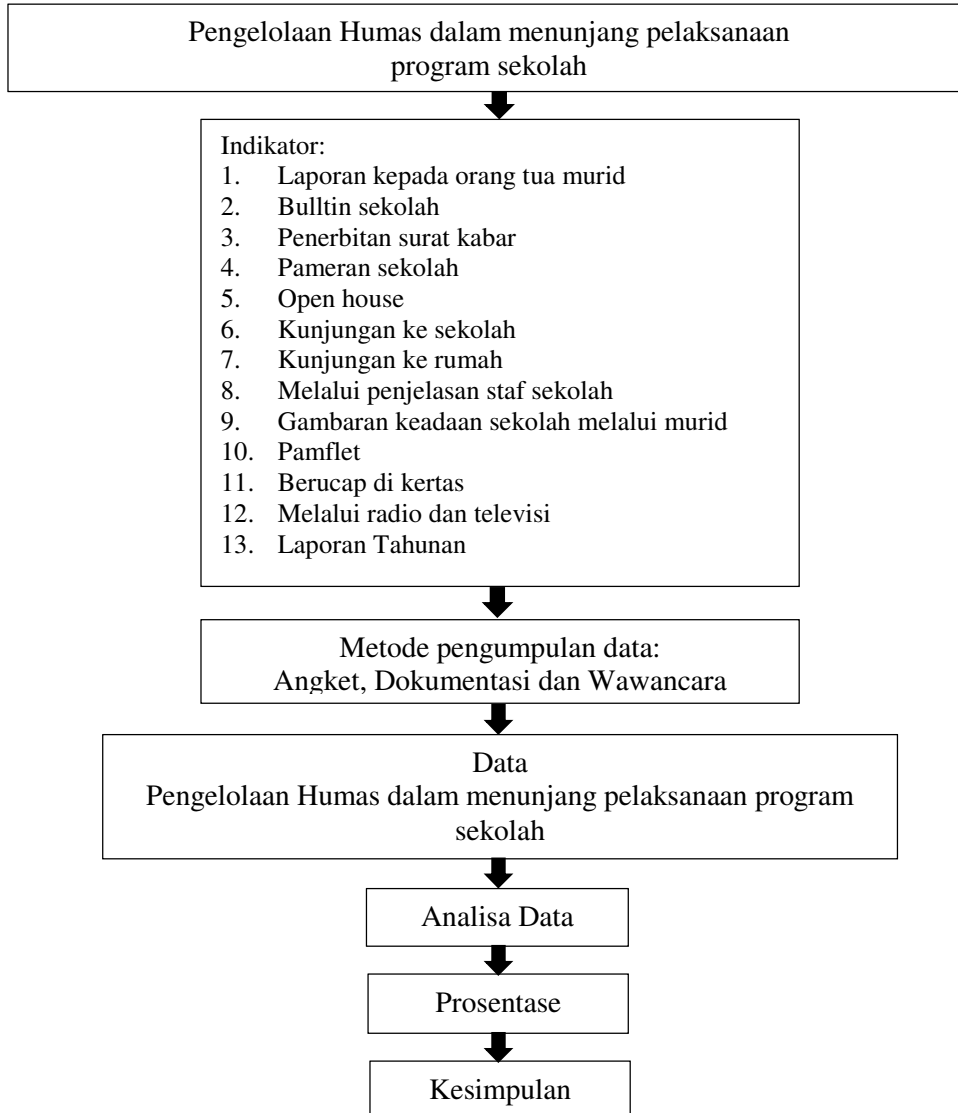 Pengelolaan Humas dalam menunjang pelaksanaan
program sekolah
Indikator:
1. Laporan kepada orang tua murid
2. Bulltin sekolah
3. Penerbitan surat kabar
4. Pameran sekolah
5. Open house
6. Kunjungan ke sekolah
7. Kunjungan ke rumah
8. Melalui penjelasan staf sekolah
9. Gambaran keadaan sekolah melalui murid
10. Pamflet
11. Berucap di kertas
12. Melalui radio dan televisi
13. Laporan Tahunan
Metode pengumpulan data:
Angket, Dokumentasi dan Wawancara
Data
Pengelolaan Humas dalam menunjang pelaksanaan program
sekolah
Analisa Data
Prosentase
Kesimpulan